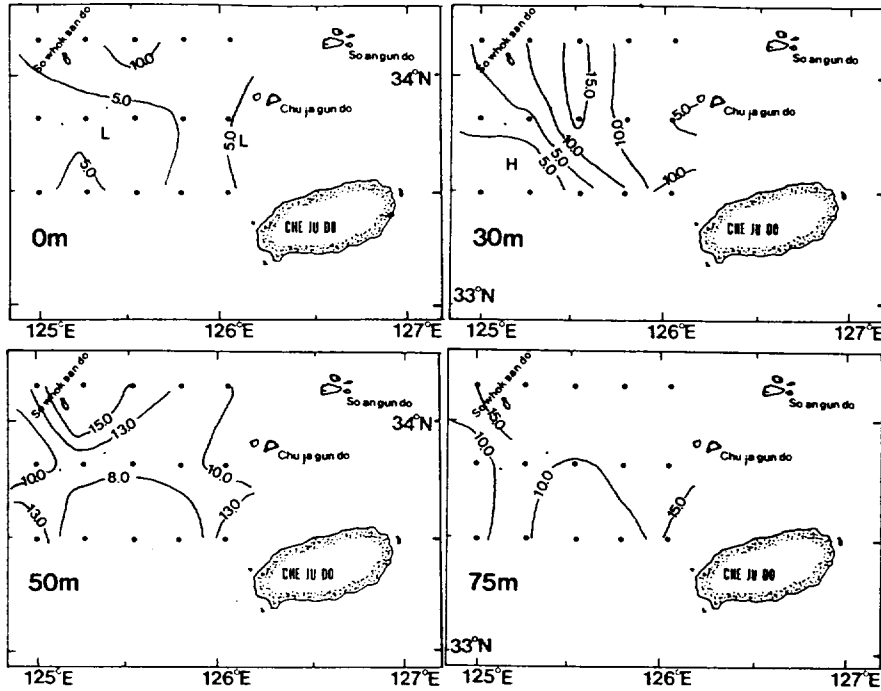 So whok san do
10.0
So an gun do
34°N
5.0
Chu ja gun do
5.0
L
L
5.0
CHE JU DO
0m
125°E
126°E
127°E
So whok san do
So an gun do
15.0
Chu ja gun do
5.0
10.0
10.0
H
5.0
5.0
10.0
CHE JU DO
30m
33°N
125°E
126°E
127°E
So whok san do
So an gun do
15.0
13.0
34°N
Chu ja gun do
10.0
8.0
10.0
13.0
13.0
CHE JU DO
50m
33°N
125°E
126°E
127°E
So whok san do
So an gun do
15.0
10.0
Chu ja gun do
10.0
15.0
CHE JU DO
75m
125°E
126°E
127°E